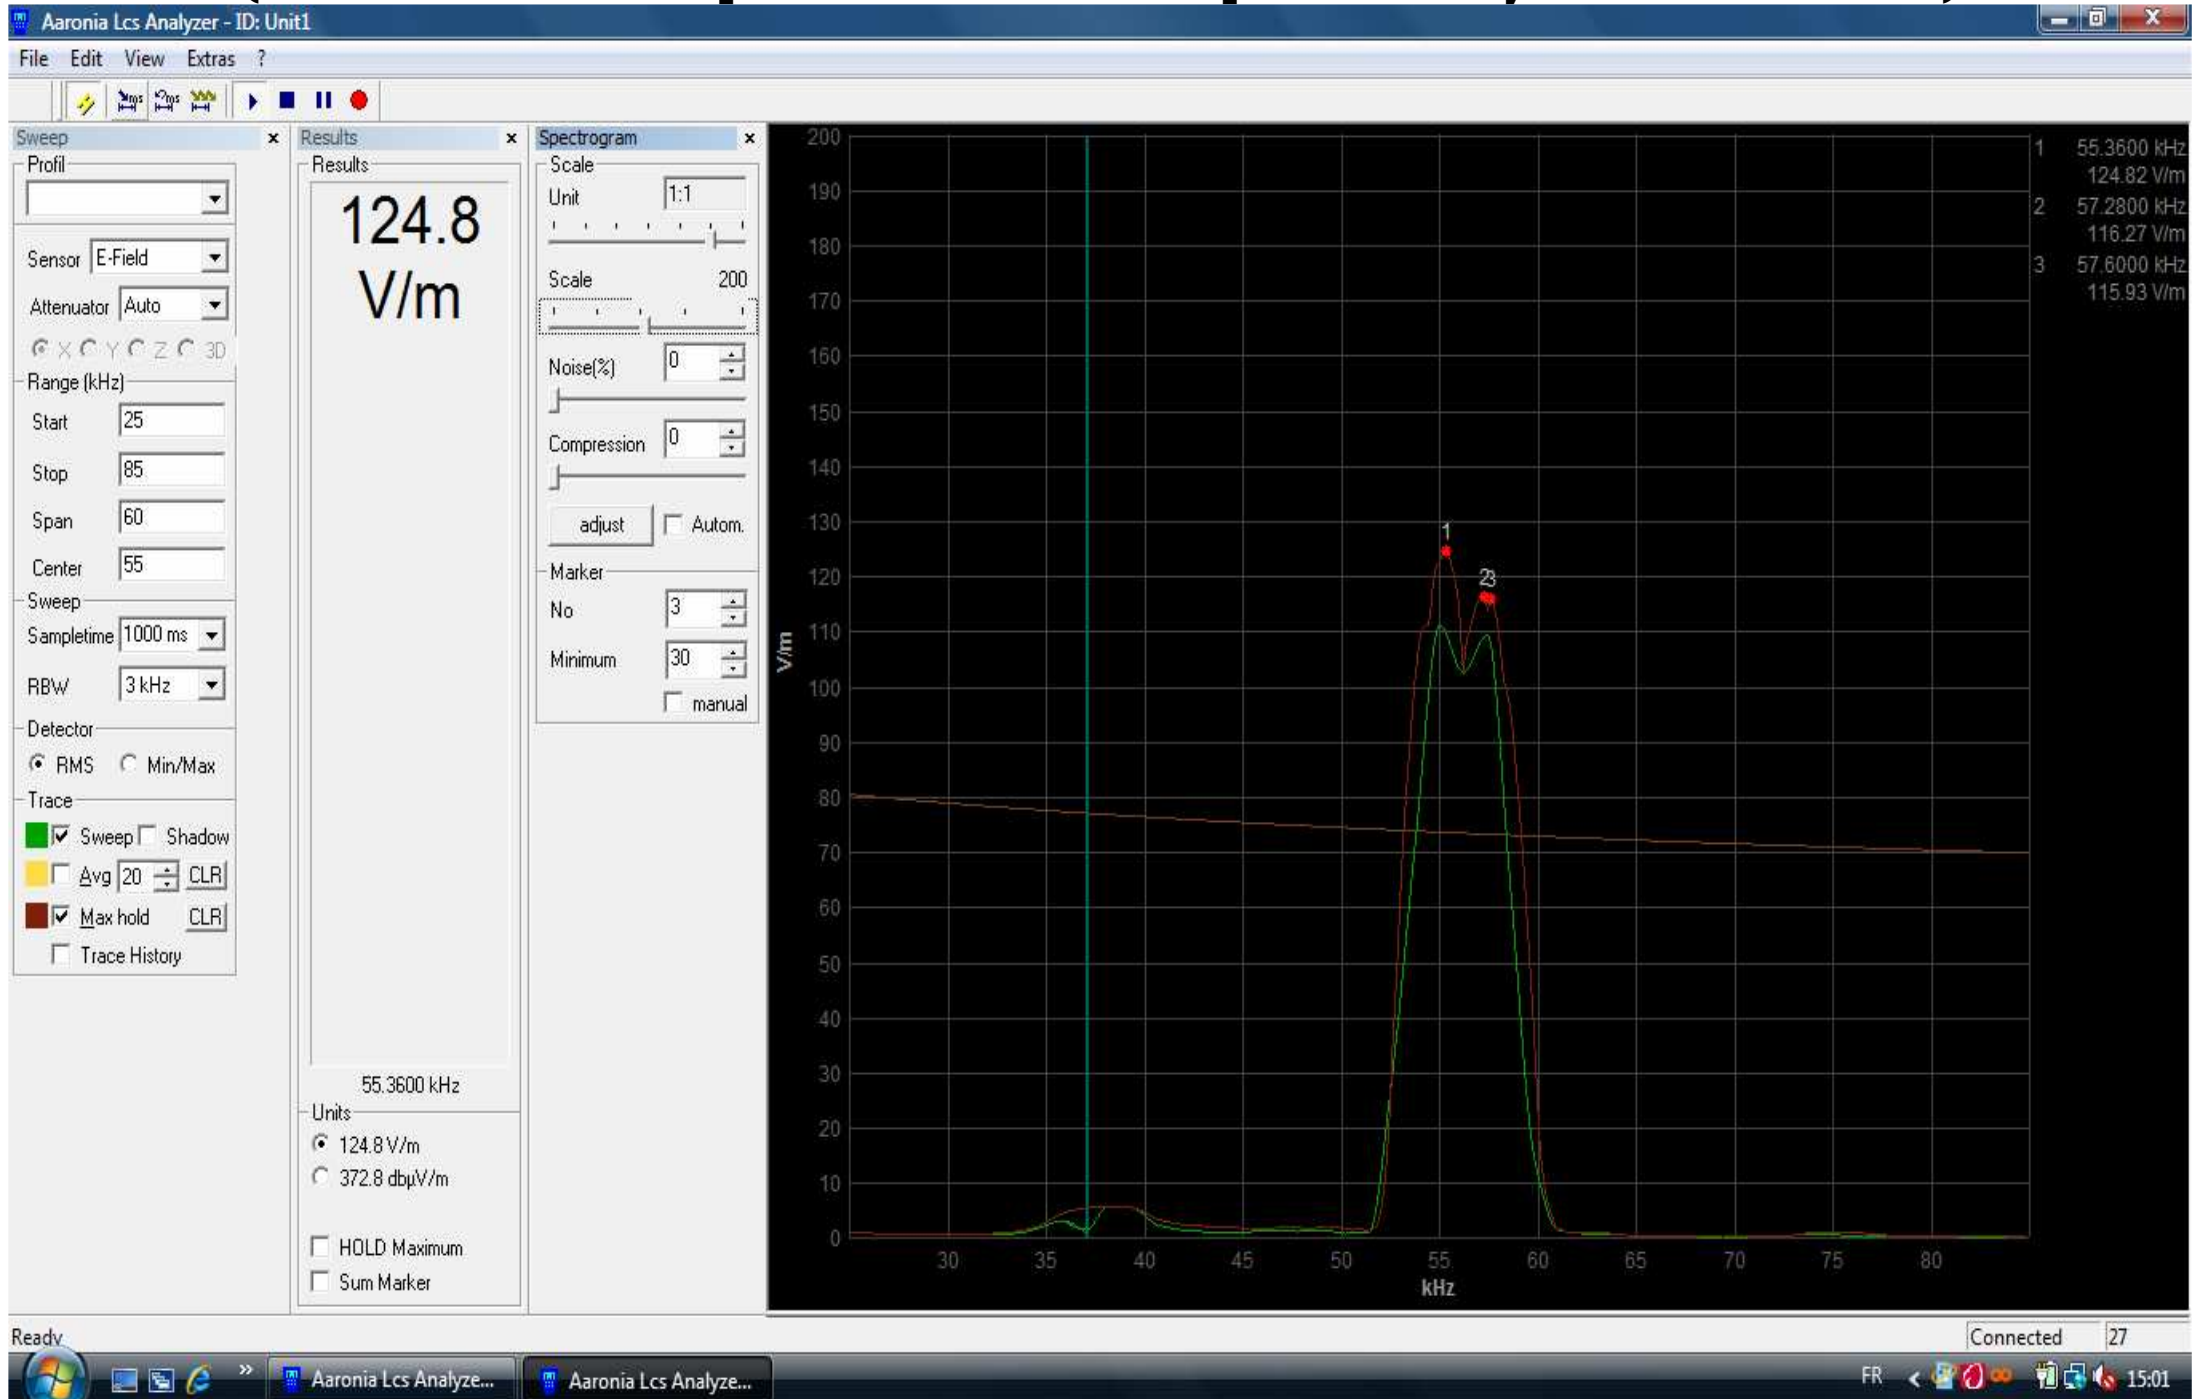 Aaronia Lcs Analyzer - ID: Unit1
File Edit View Extras ?
Sweep
Profil
Sensor E-Field
Attenuator Auto
X Y Z 3D
Range (kHz)
Start 25
Stop 85
Span 60
Center 55
Sweep
Sampletime 1000 ms
RBW 3 kHz
Detector
RMS Min/Max
Trace
Sweep Shadow
Avg 20 CLR
Max hold CLR
Trace History
Results
Results
124.8
V/m
55.3600 kHz
Units
124.8 V/m
372.8 dbµV/m
HOLD Maximum
Sum Marker
Spectrogram
Scale
Unit 1:1
Scale 200
Noise(%) 0
Compression 0
adjust Autom.
Marker
No 3
Minimum 30
manual
200
190
180
170
160
150
140
130
120
110
100
90
80
70
60
50
40
30
20
10
0
V/m
1
2 3
30 35 40 45 50 55 60 65 70 75 80
kHz
1 55.3600 kHz
124.82 V/m
2 57.2800 kHz
116.27 V/m
3 57.6000 kHz
115.93 V/m
Ready
Connected 27
Aaronia Lcs Analyze... Aaronia Lcs Analyze... FR 15:01